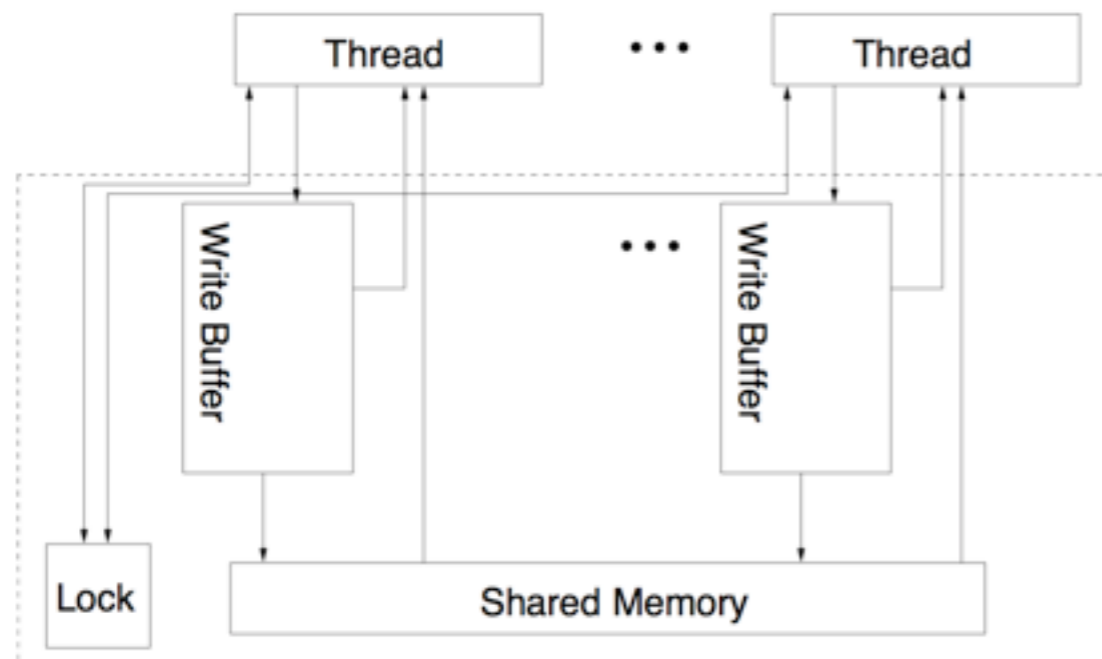 Thread
Thread
Write Buffer
Write Buffer
Lock
Shared Memory